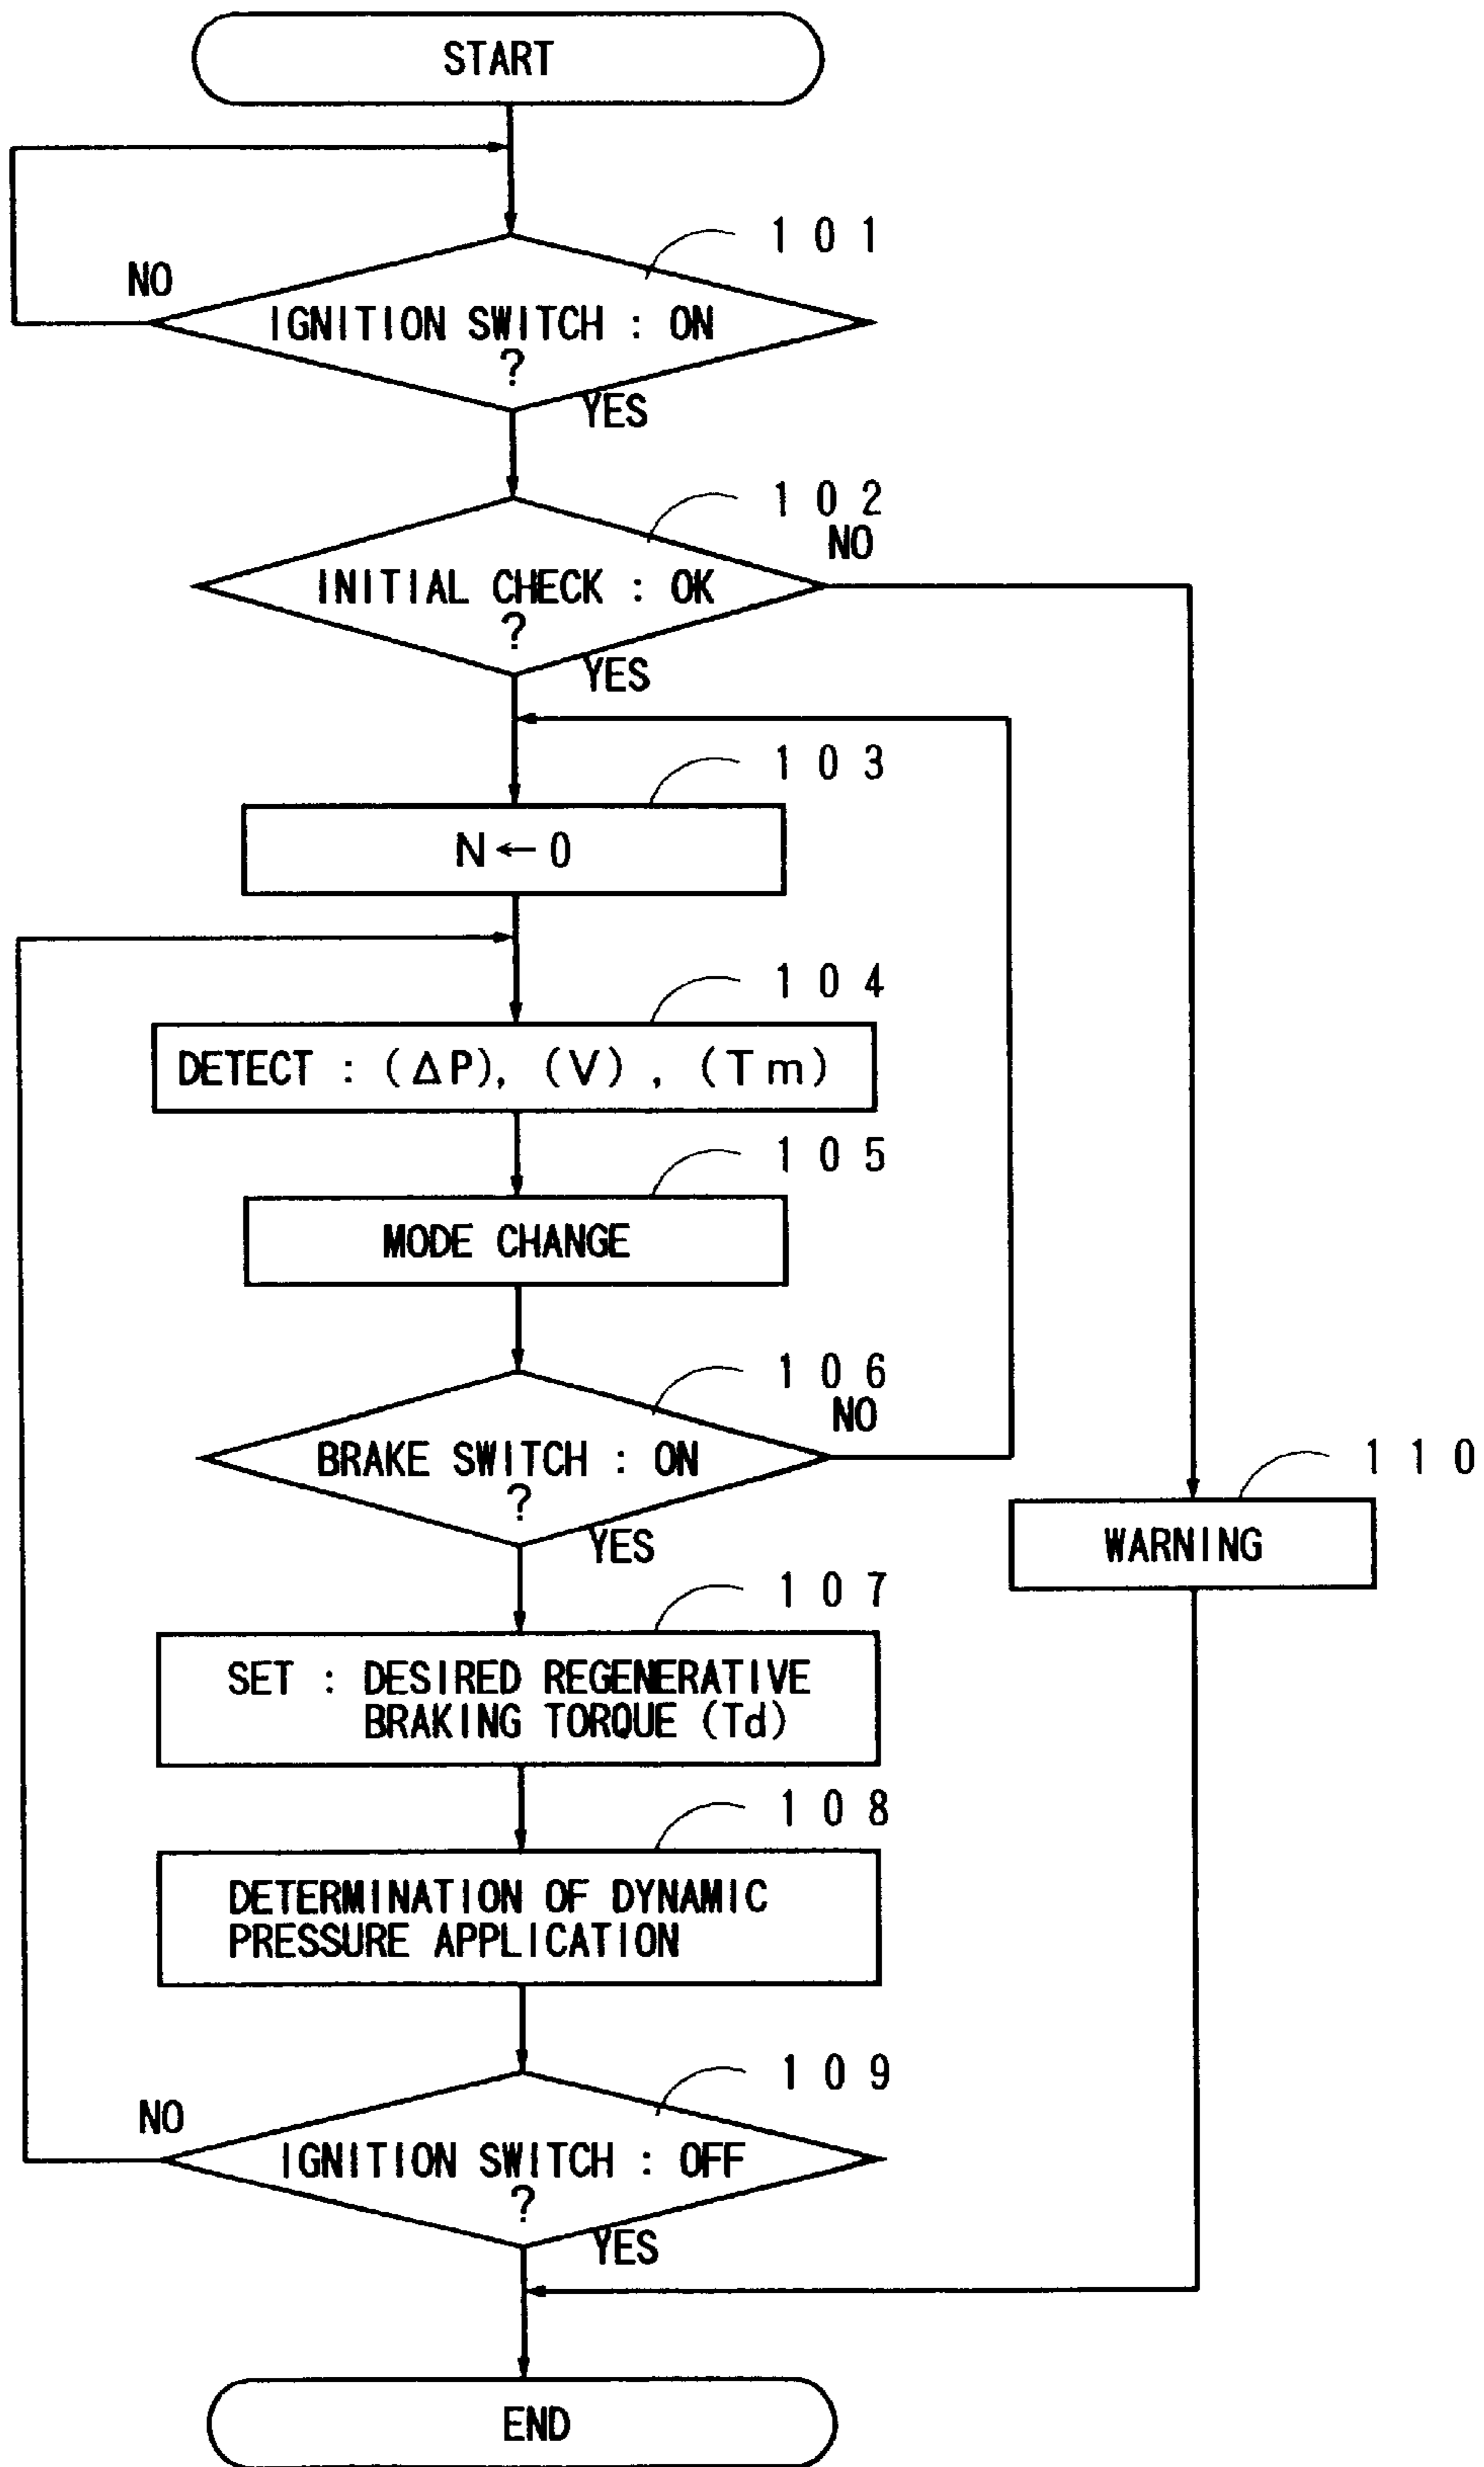 START
1 0 1
NO
IGNITION SWITCH : ON
?
YES
1 0 2
NO
INITIAL CHECK : OK
?
YES
1 0 3
N ← 0
1 0 4
DETECT : (ΔP), (V) , (Tm)
1 0 5
MODE CHANGE
1 0 6
NO
BRAKE SWITCH : ON
?
YES
1 1 0
WARNING
1 0 7
SET : DESIRED REGENERATIVE
BRAKING TORQUE (Td)
1 0 8
DETERMINATION OF DYNAMIC
PRESSURE APPLICATION
1 0 9
NO
IGNITION SWITCH : OFF
?
YES
END